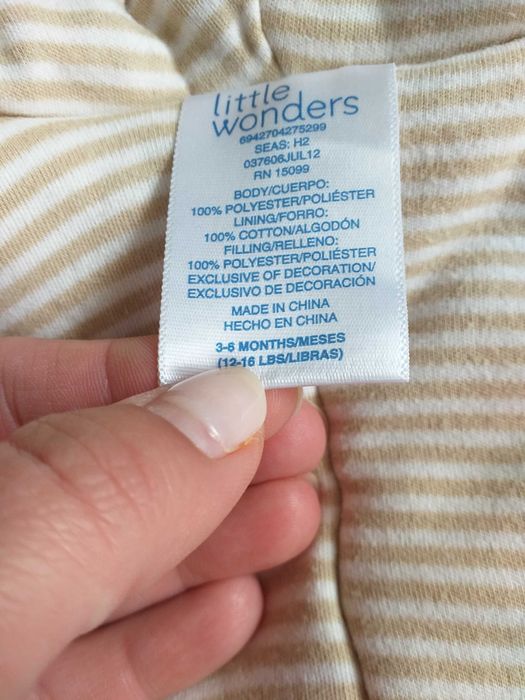 little
wonders
6942704275299
SEAS: H2
037606JUL12
RN 15099
BODY/CUERPO:
100% POLYESTER/POLIÉSTER
LINING/FORRO:
100% COTTON/ALGODÓN
FILLING/RELLENO:
100% POLYESTER/POLIÉSTER
EXCLUSIVE OF DECORATION/
EXCLUSIVO DE DECORACIÓN
MADE IN CHINA
HECHO EN CHINA
3-6 MONTHS/MESES
(12-16 LBS/LIBRAS)